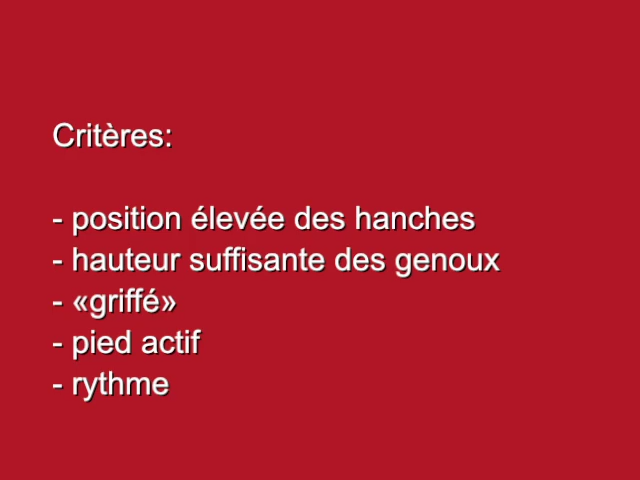 Critères:
- position élevée des hanches
- hauteur suffisante des genoux
- «griffé»
- pied actif
- rythme